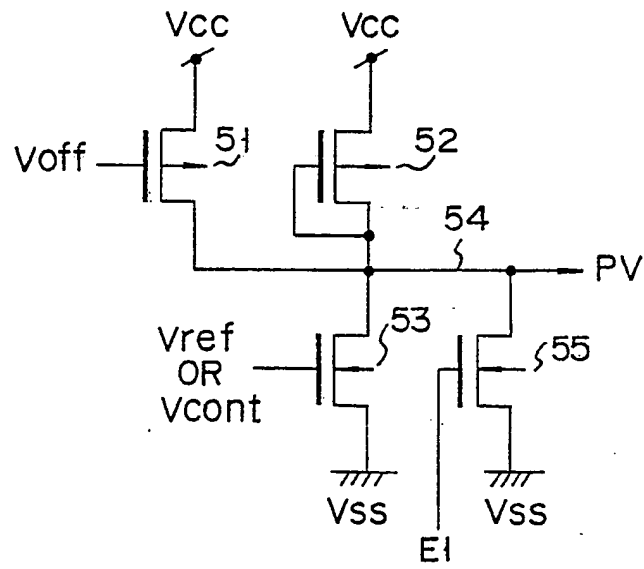 Vcc
Vcc
Voff
51
52
54
PV
Vref
OR
Vcont
53
55
Vss
Vss
E1